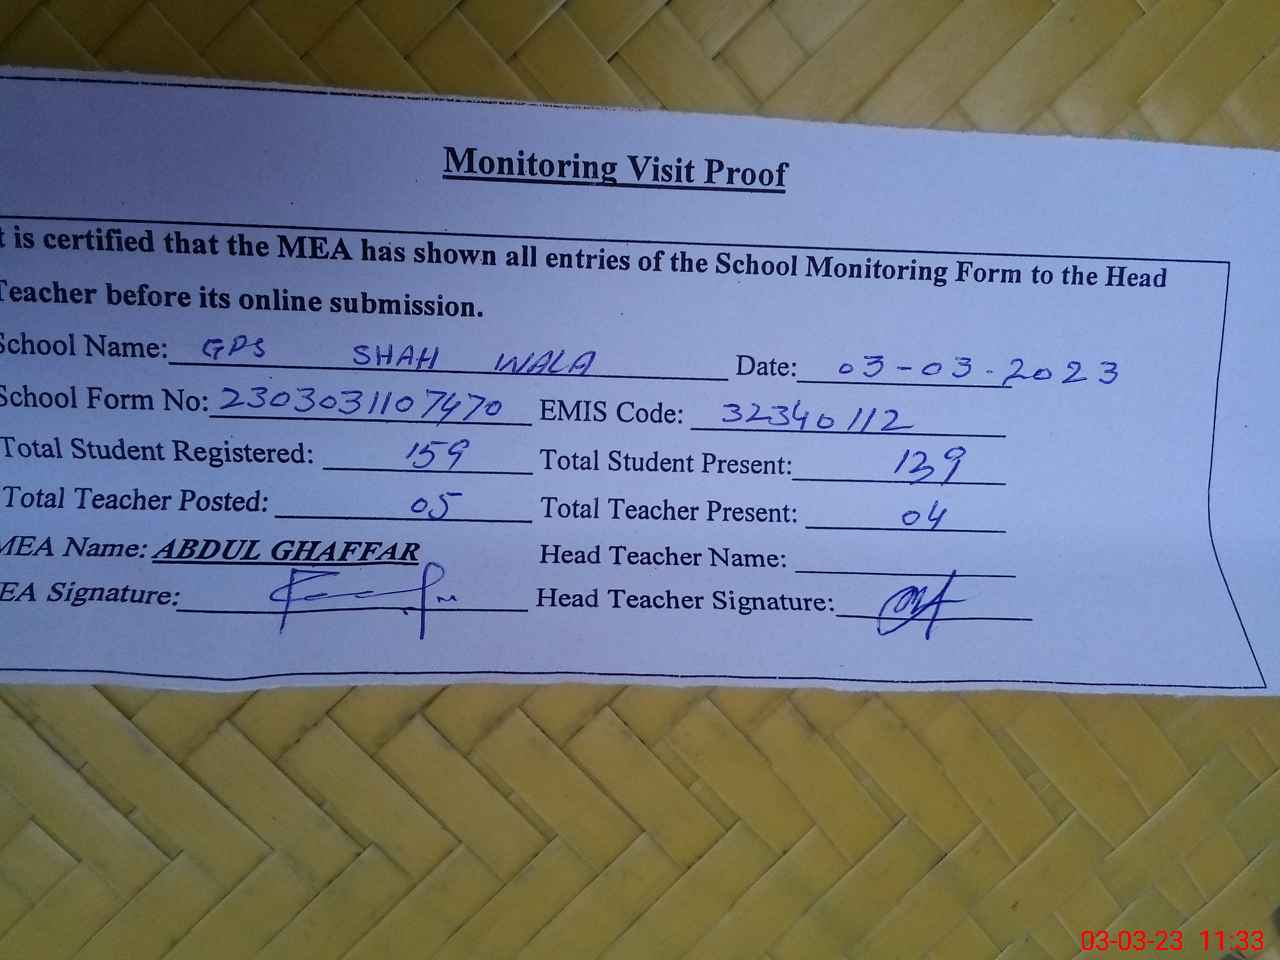 Monitoring Visit Proof
t is certified that the MEA has shown all entries of the School Monitoring Form to the Head
Teacher before its online submission.
School Name: GPS SHAH WALA Date: 03-03-2023
School Form No: 2303031107470 EMIS Code: 32340112
Total Student Registered: 159 Total Student Present: 139
Total Teacher Posted: 05 Total Teacher Present: 04
MEA Name: ABDUL GHAFFAR Head Teacher Name:
EA Signature: Head Teacher Signature:
03-03-23 11:33